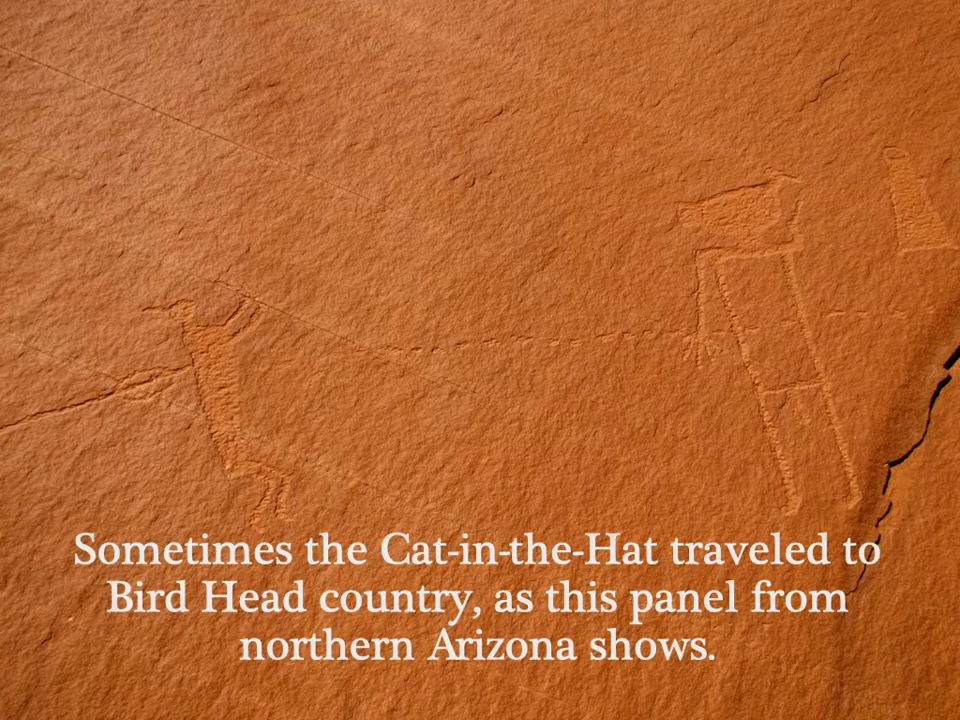 Sometimes the Cat-in-the-Hat traveled to
Bird Head country, as this panel from
northern Arizona shows.